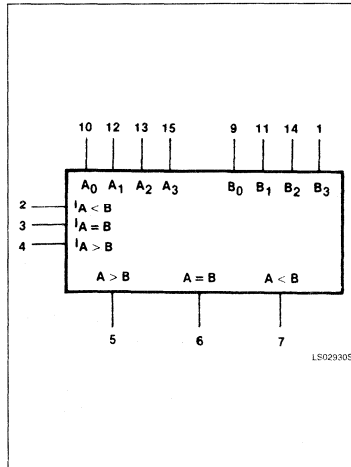 10 12 13 15 9 11 14 1
A0 A1 A2 A3 B0 B1 B2 B3
2 IA < B
3 IA = B
4 IA > B
A > B A = B A < B
5 6 7
LS02930S